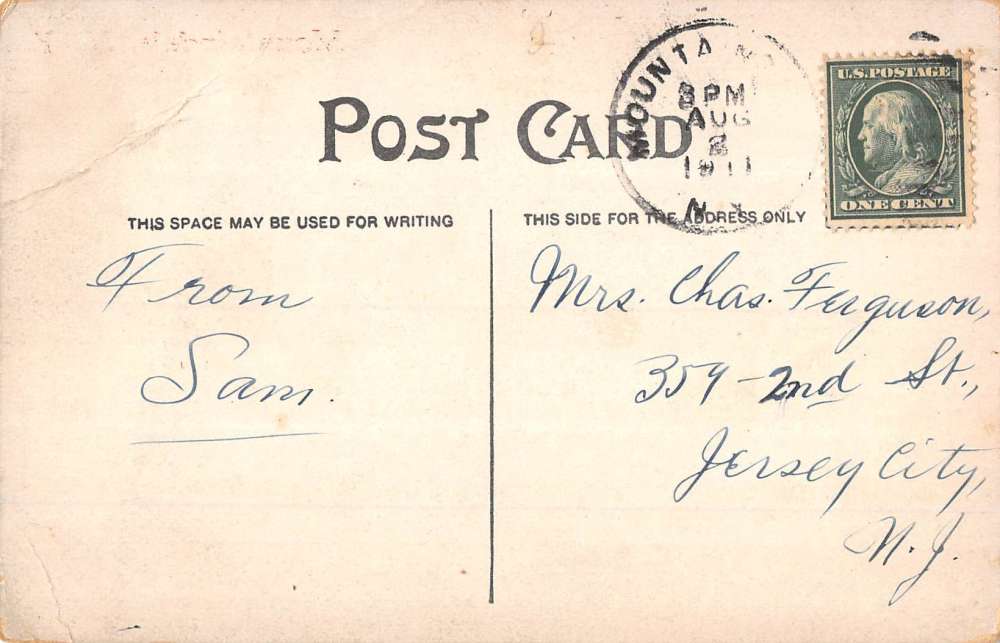 POST CARD
8 PM
AUG
2
1911
N.
U.S. POSTAGE
ONE CENT
THIS SPACE MAY BE USED FOR WRITING
THIS SIDE FOR THE ADDRESS ONLY
From
Sam.
Mrs. Chas. Ferguson,
359 - 2nd St.,
Jersey City,
N. J.